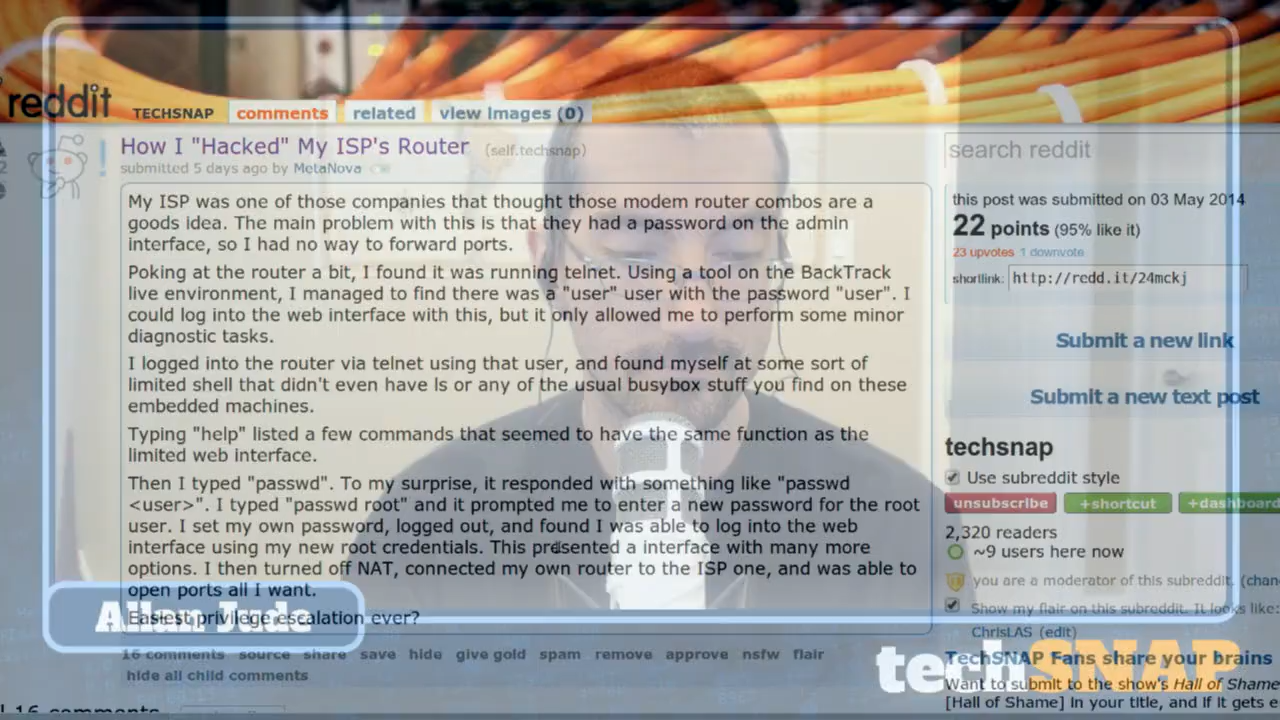 reddit TECHSNAP comments related view images (0)
How I "Hacked" My ISP's Router (self.techsnap)
submitted 5 days ago by MetaNova
My ISP was one of those companies that thought those modem router combos are a
goods idea. The main problem with this is that they had a password on the admin
interface, so I had no way to forward ports.
Poking at the router a bit, I found it was running telnet. Using a tool on the BackTrack
live environment, I managed to find there was a "user" user with the password "user". I
could log into the web interface with this, but it only allowed me to perform some minor
diagnostic tasks.
I logged into the router via telnet using that user, and found myself at some sort of
limited shell that didn't even have ls or any of the usual busybox stuff you find on these
embedded machines.
Typing "help" listed a few commands that seemed to have the same function as the
limited web interface.
Then I typed "passwd". To my surprise, it responded with something like "passwd
<user>". I typed "passwd root" and it prompted me to enter a new password for the root
user. I set my own password, logged out, and found I was able to log into the web
interface using my new root credentials. This presented a interface with many more
options. I then turned off NAT, connected my own router to the ISP one, and was able to
open ports all I want.
Easiest privilege escalation ever?
Allan Jude
16 comments source share save hide give gold spam remove approve nsfw flair
hide all child comments
16 comments
search reddit
this post was submitted on 03 May 2014
22 points (95% like it)
23 upvotes 1 downvote
shortlink: http://redd.it/24mckj
Submit a new link
Submit a new text post
techsnap
Use subreddit style
unsubscribe +shortcut +dashboard
2,320 readers
~9 users here now
you are a moderator of this subreddit. (chan
Show my flair on this subreddit. It looks like:
ChrisLAS (edit)
techSNAP
TechSNAP Fans share your brains
Want to submit to the show's Hall of Shame
[Hall of Shame] in your title, and if it gets e